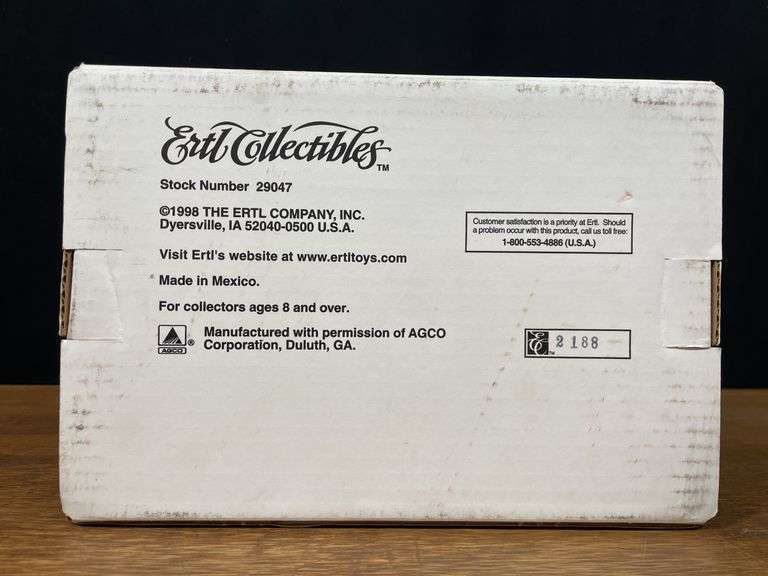 Ertl Collectibles™
Stock Number 29047
©1998 THE ERTL COMPANY, INC.
Dyersville, IA 52040-0500 U.S.A.
Customer satisfaction is a priority at Ertl. Should
a problem occur with this product, call us toll free:
1-800-553-4886 (U.S.A.)
Visit Ertl's website at www.ertltoys.com
Made in Mexico.
For collectors ages 8 and over.
AGCO ®
Manufactured with permission of AGCO
Corporation, Duluth, GA.
E™ 2188